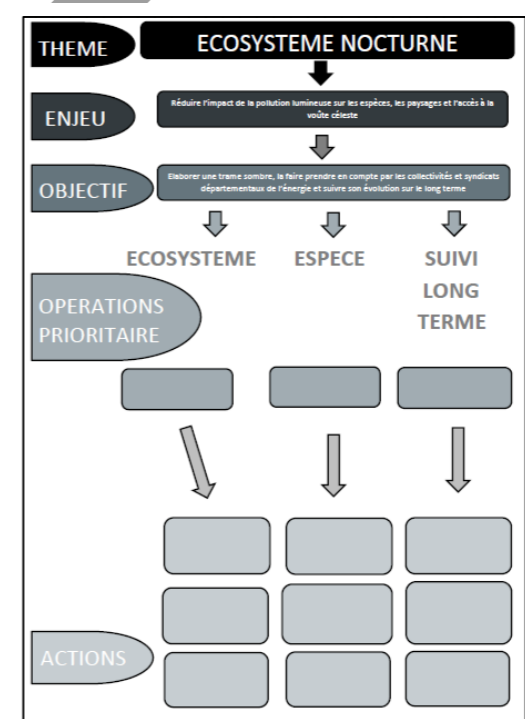 THEME
ECOSYSTEME NOCTURNE
ENJEU
Réduire l'impact de la pollution lumineuse sur les espèces, les paysages et l'accès à la
voûte céleste
OBJECTIF
Elaborer une trame sombre, la faire prendre en compte par les collectivités et syndicats
départementaux de l'énergie et suivre son évolution sur le long terme
ECOSYSTEME
ESPECE
SUIVI
LONG
TERME
OPERATIONS
PRIORITAIRE
ACTIONS